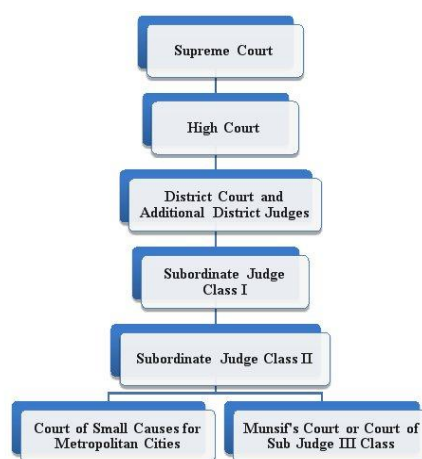 Supreme Court
High Court
District Court and
Additional District Judges
Subordinate Judge
Class I
Subordinate Judge Class II
Court of Small Causes for
Metropolitan Cities
Munsif's Court or Court of
Sub Judge III Class